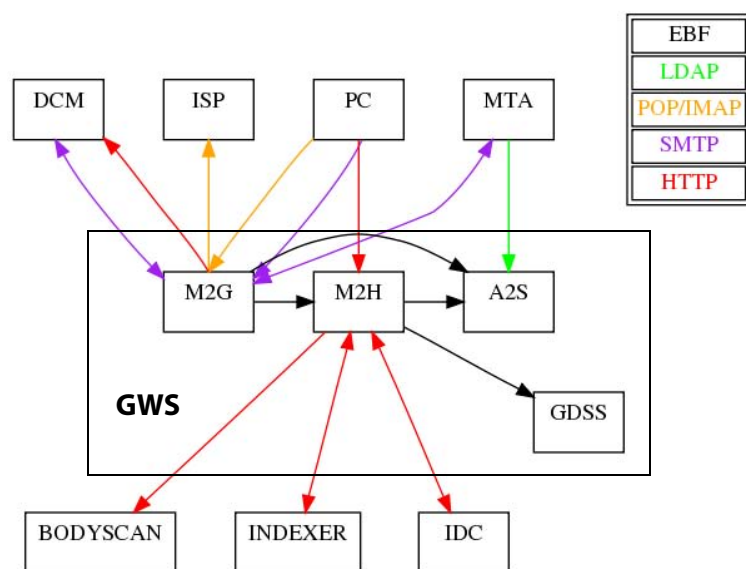 EBF
LDAP
POP/IMAP
SMTP
HTTP
DCM
ISP
PC
MTA
M2G
M2H
A2S
GWS
GDSS
BODYSCAN
INDEXER
IDC